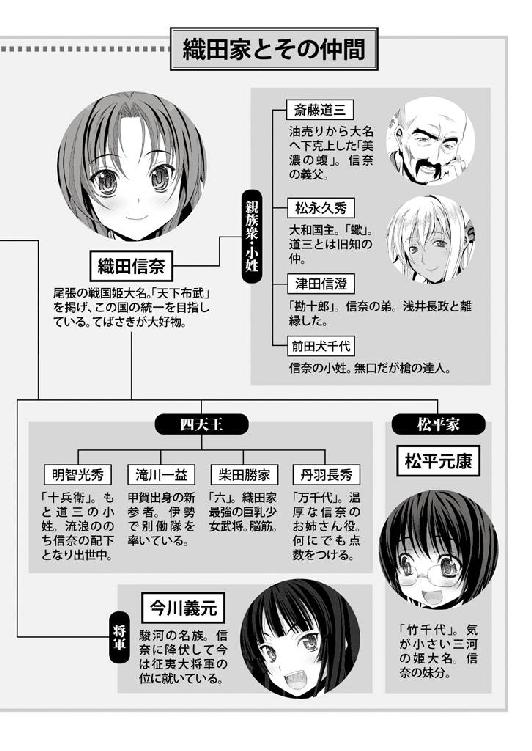 織田家とその仲間
織田信奈
尾張の戦国姫大名。「天下布武」
を掲げ、この国の統一を目指し
ている。てばさきが大好物。
親族衆・小姓
斎藤道三
油売りから大名
へ下克上した「美
濃の蝮」。信奈
の義父。
松永久秀
大和国主。「蠍」。
道三とは旧知の
仲。
津田信澄
「勘十郎」。信奈の弟。浅井長政と離
縁した。
前田犬千代
信奈の小姓。無口だが槍の達人。
四天王
明智光秀
「十兵衛」。も
と道三の小
姓。流浪のの
ち信奈の配下
となり出世中。
滝川一益
甲賀出身の新
参者。伊勢
で別働隊を
率いている。
柴田勝家
「六」。織田家
最強の巨乳少
女武将。脳筋。
丹羽長秀
「万千代」。温
厚な信奈の
お姉さん役。
何にでも点
数をつける。
松平家
松平元康
「竹千代」。気
が小さい三河
の姫大名。信
奈の妹分。
将軍
今川義元
駿河の名族。信
奈に降伏して今
は征夷大将軍の
位に就いている。